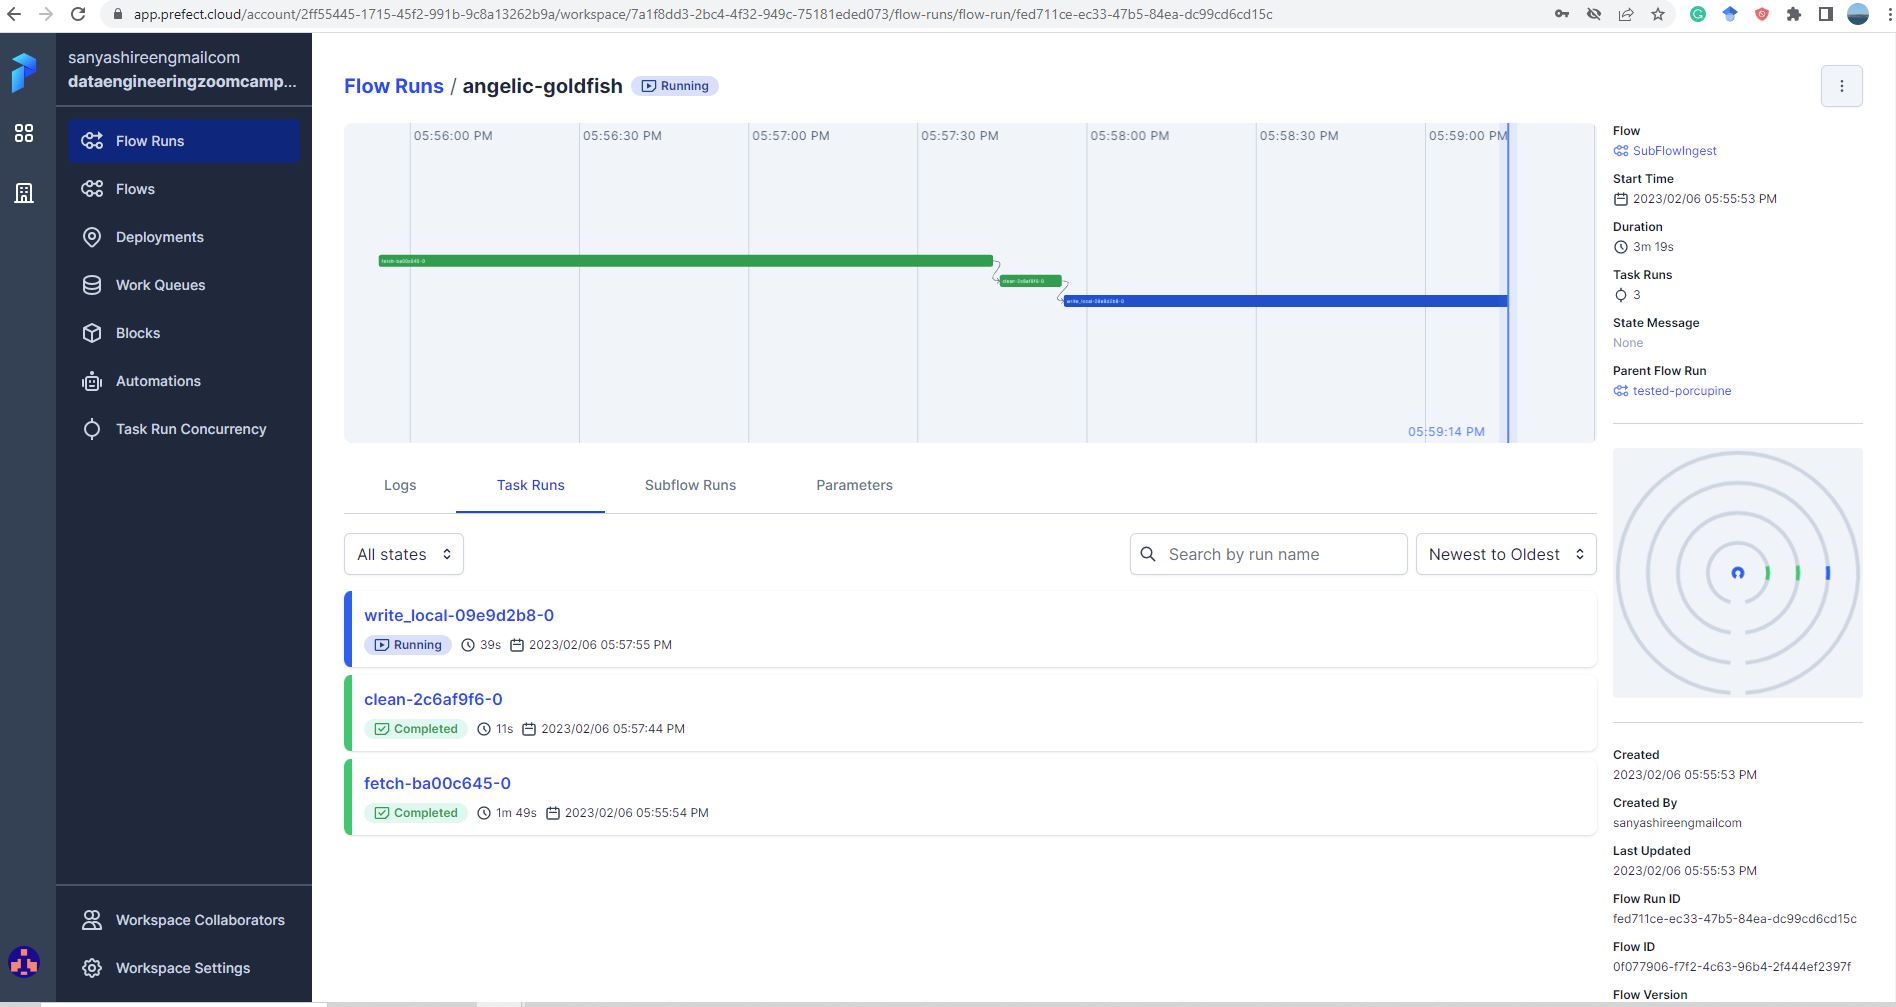 app.prefect.cloud/account/2ff55445-1715-45f2-991b-9c8a13262b9a/workspace/7a1f8dd3-2bc4-4f32-949c-75181eded073/flow-runs/flow-run/fed711ce-ec33-47b5-84ea-dc99cd6cd15c
sanyashireengmailcom
dataengineeringzoomcamp...
Flow Runs
Flows
Deployments
Work Queues
Blocks
Automations
Task Run Concurrency
Workspace Collaborators
Workspace Settings
Flow Runs / angelic-goldfish Running
05:56:00 PM 05:56:30 PM 05:57:00 PM 05:57:30 PM 05:58:00 PM 05:58:30 PM 05:59:00 PM
fetch-ba00c645-0
clean-2c6af9f6-0
write_local-09e9d2b8-0
05:59:14 PM
Logs Task Runs Subflow Runs Parameters
All states Search by run name Newest to Oldest
write_local-09e9d2b8-0
Running 39s 2023/02/06 05:57:55 PM
clean-2c6af9f6-0
Completed 11s 2023/02/06 05:57:44 PM
fetch-ba00c645-0
Completed 1m 49s 2023/02/06 05:55:54 PM
Flow
SubFlowIngest
Start Time
2023/02/06 05:55:53 PM
Duration
3m 19s
Task Runs
3
State Message
None
Parent Flow Run
tested-porcupine
Created
2023/02/06 05:55:53 PM
Created By
sanyashireengmailcom
Last Updated
2023/02/06 05:55:53 PM
Flow Run ID
fed711ce-ec33-47b5-84ea-dc99cd6cd15c
Flow ID
0f077906-f7f2-4c63-96b4-2f444ef2397f
Flow Version